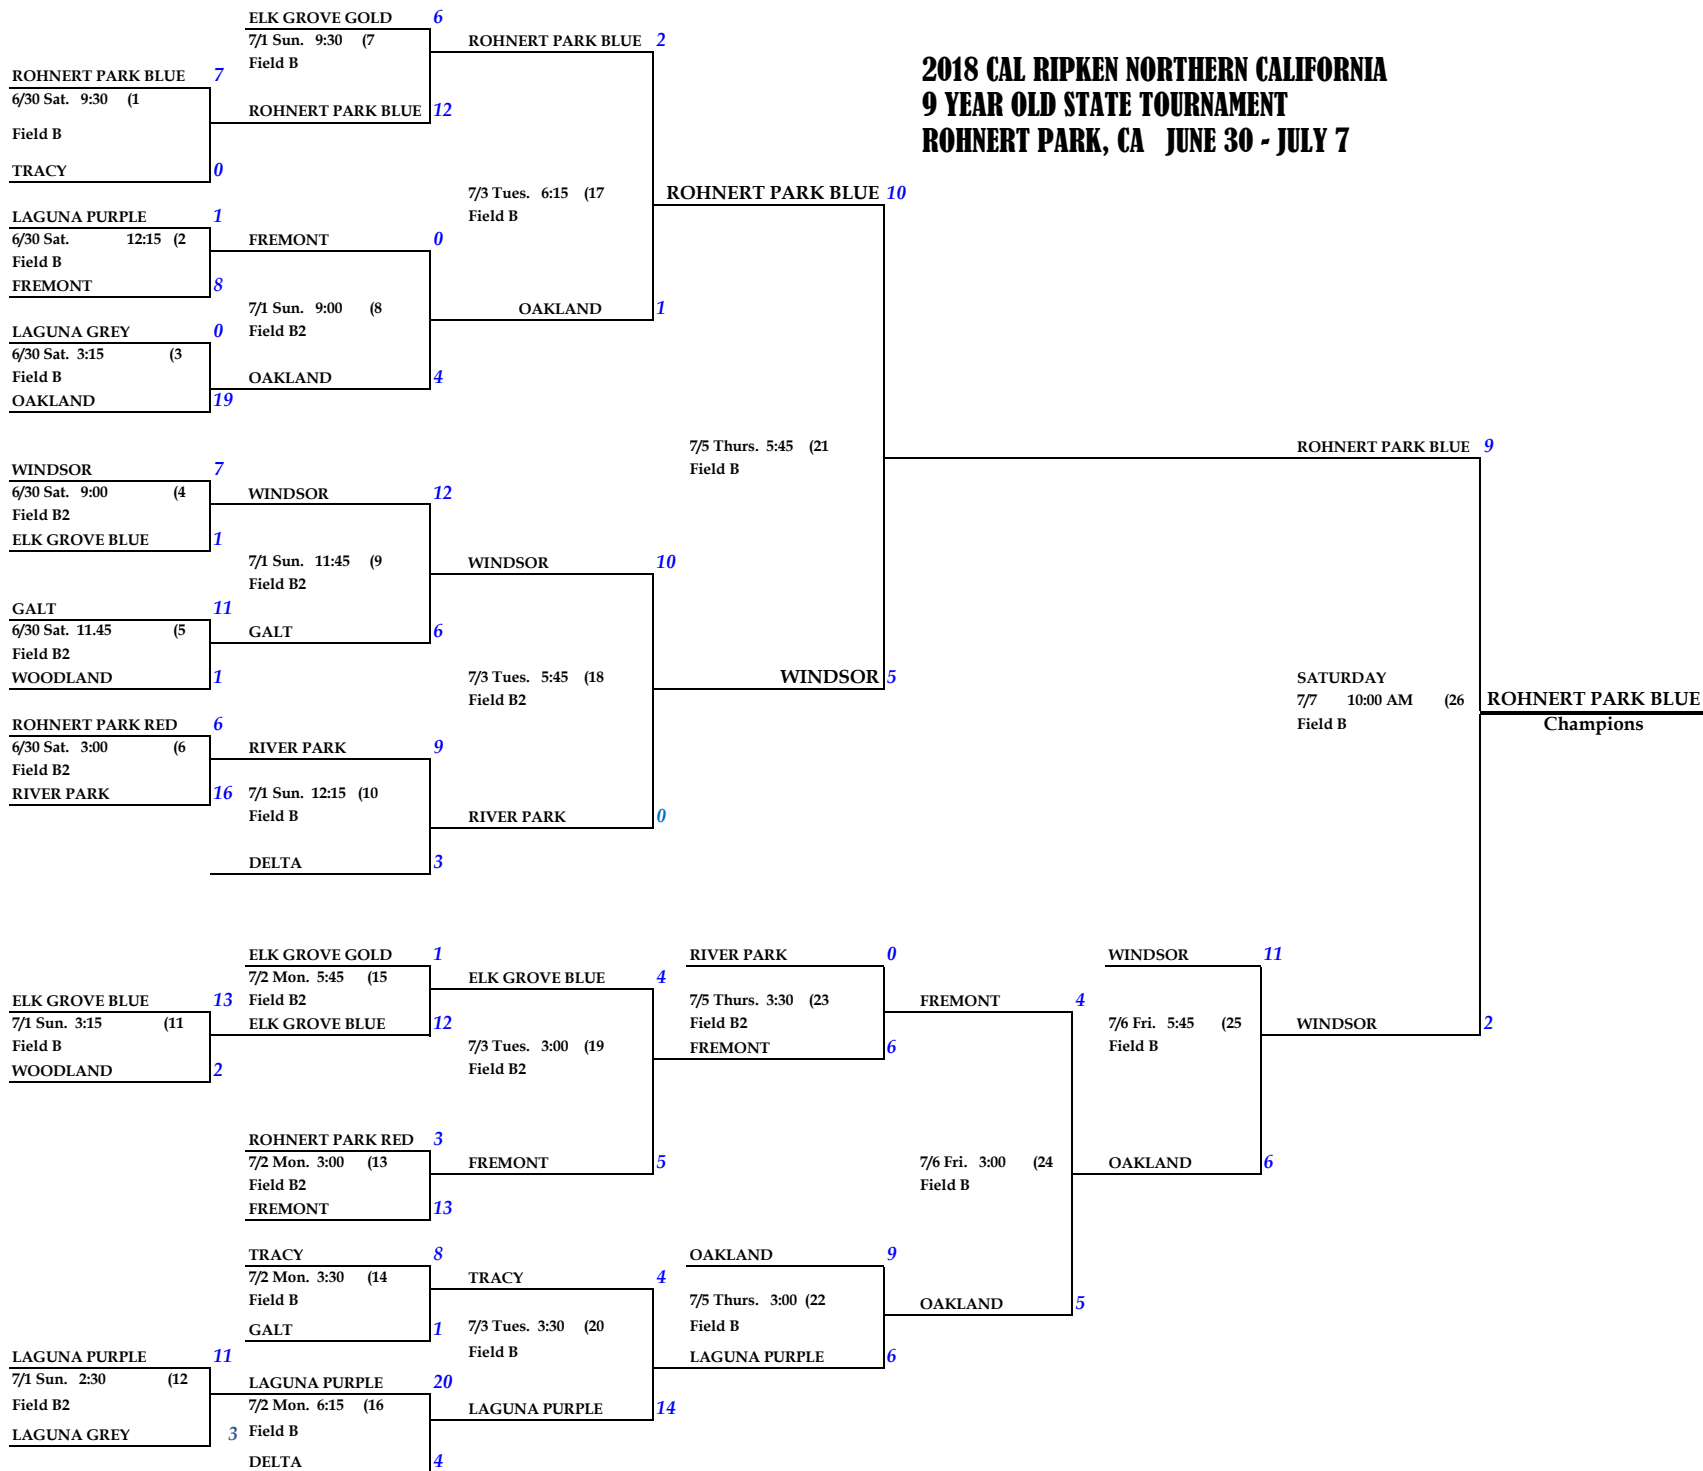 2018 CAL RIPKEN NORTHERN CALIFORNIA
9 YEAR OLD STATE TOURNAMENT
ROHNERT PARK, CA JUNE 30 - JULY 7
ROHNERT PARK BLUE 7
6/30 Sat. 9:30 (1
Field B
TRACY 0
LAGUNA PURPLE 1
6/30 Sat. 12:15 (2
Field B
FREMONT 8
LAGUNA GREY 0
6/30 Sat. 3:15 (3
Field B
OAKLAND 19
WINDSOR 7
6/30 Sat. 9:00 (4
Field B2
ELK GROVE BLUE 1
GALT 11
6/30 Sat. 11.45 (5
Field B2
WOODLAND 1
ROHNERT PARK RED 6
6/30 Sat. 3:00 (6
Field B2
RIVER PARK 16
ELK GROVE GOLD 6
7/1 Sun. 9:30 (7
Field B
ROHNERT PARK BLUE 12
FREMONT 0
7/1 Sun. 9:00 (8
Field B2
OAKLAND 4
WINDSOR 12
7/1 Sun. 11:45 (9
Field B2
GALT 6
RIVER PARK 9
7/1 Sun. 12:15 (10
Field B
DELTA 3
ROHNERT PARK BLUE 2
7/3 Tues. 6:15 (17
Field B
OAKLAND 1
WINDSOR 10
7/3 Tues. 5:45 (18
Field B2
RIVER PARK 0
ROHNERT PARK BLUE 10
7/5 Thurs. 5:45 (21
Field B
WINDSOR 5
ROHNERT PARK BLUE 9
SATURDAY
7/7 10:00 AM (26
Field B
ROHNERT PARK BLUE
Champions
ELK GROVE BLUE 13
7/1 Sun. 3:15 (11
Field B
WOODLAND 2
LAGUNA PURPLE 11
7/1 Sun. 2:30 (12
Field B2
LAGUNA GREY 3
ELK GROVE GOLD 1
7/2 Mon. 5:45 (15
Field B2
ELK GROVE BLUE 12
ROHNERT PARK RED 3
7/2 Mon. 3:00 (13
Field B2
FREMONT 13
TRACY 8
7/2 Mon. 3:30 (14
Field B
GALT 1
LAGUNA PURPLE 20
7/2 Mon. 6:15 (16
Field B
DELTA 4
ELK GROVE BLUE 4
7/3 Tues. 3:00 (19
Field B2
FREMONT 5
TRACY 4
7/3 Tues. 3:30 (20
Field B
LAGUNA PURPLE 14
RIVER PARK 0
7/5 Thurs. 3:30 (23
Field B2
FREMONT 6
OAKLAND 9
7/5 Thurs. 3:00 (22
Field B
LAGUNA PURPLE 6
FREMONT 4
7/6 Fri. 3:00 (24
Field B
OAKLAND 5
WINDSOR 11
7/6 Fri. 5:45 (25
Field B
OAKLAND 6
WINDSOR 2